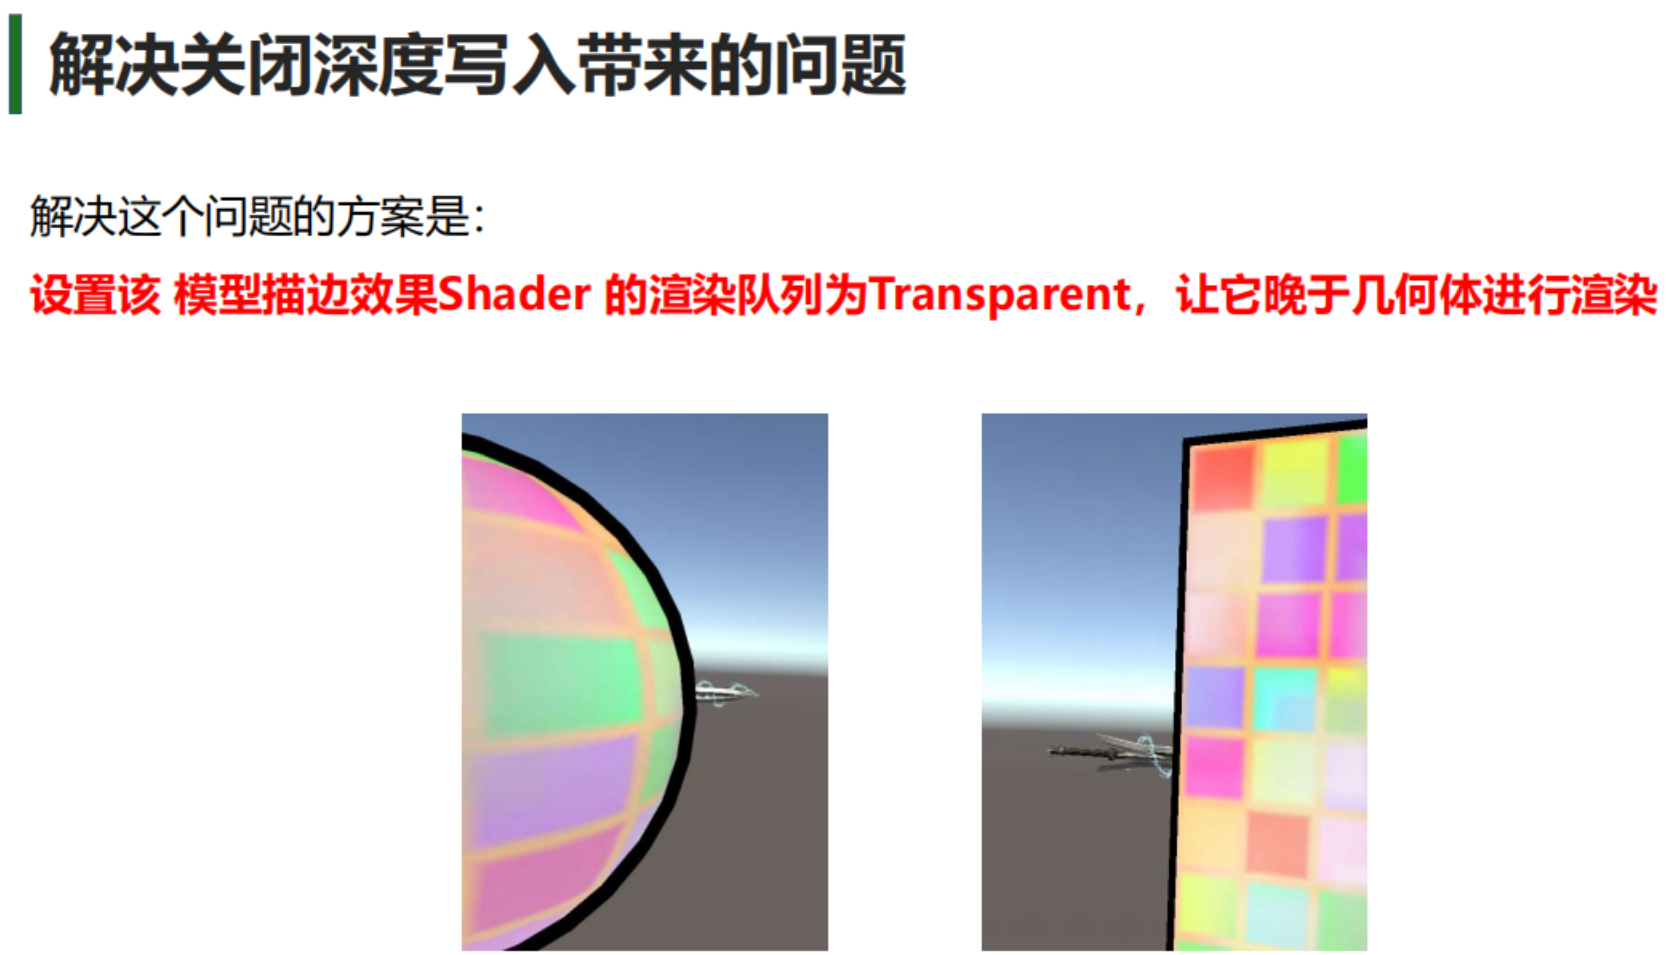 解决关闭深度写入带来的问题
解决这个问题的方案是：
设置该 模型描边效果Shader 的渲染队列为Transparent，让它晚于几何体进行渲染